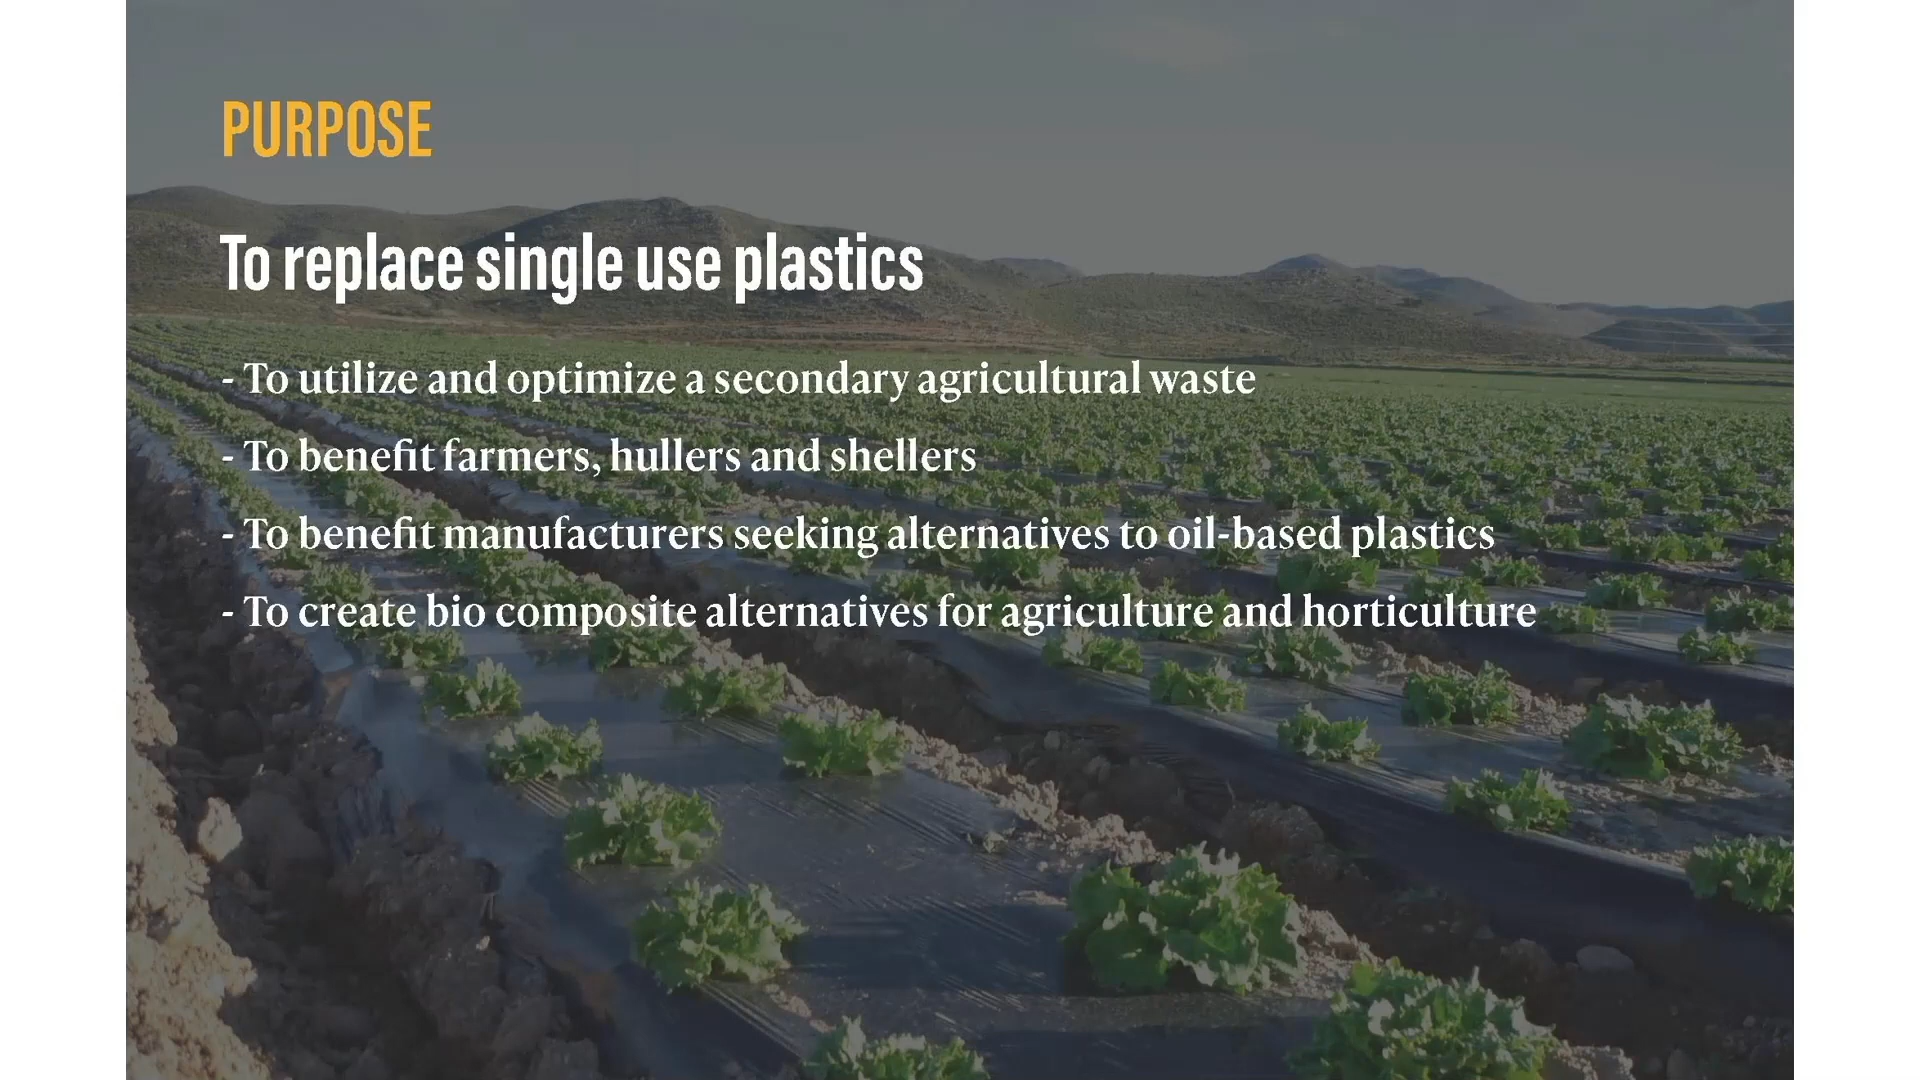 PURPOSE
To replace single use plastics
- To utilize and optimize a secondary agricultural waste
- To benefit farmers, hullers and shellers
- To benefit manufacturers seeking alternatives to oil-based plastics
- To create bio composite alternatives for agriculture and horticulture